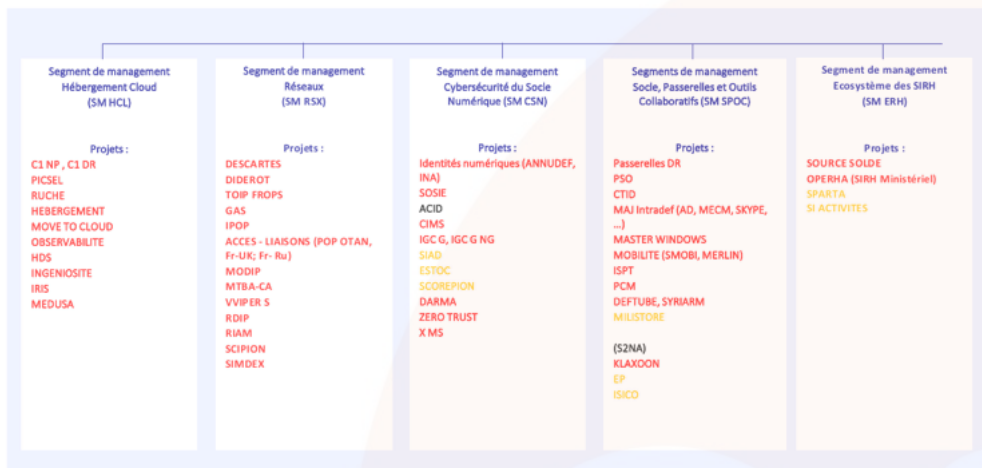 Segment de management
Hébergement Cloud
(SM HCL)
Projets :
C1 NP , C1 DR
PICSEL
RUCHE
HEBERGEMENT
MOVE TO CLOUD
OBSERVABILITE
HDS
INGENIOSITE
IRIS
MEDUSA
Segment de management
Réseaux
(SM RSX)
Projets :
DESCARTES
DIDEROT
TOIP FROPS
GAS
IPOP
ACCES - LIAISONS (POP OTAN,
Fr-UK; Fr- Ru)
MODIP
MTBA-CA
VVIPER S
RDIP
RIAM
SCIPION
SIMDEX
Segment de management
Cybersécurité du Socle
Numérique (SM CSN)
Projets :
Identités numériques (ANNUDEF,
INA)
SOSIE
ACID
CIMS
IGC G, IGC G NG
SIAD
ESTOC
SCOREPION
DARMA
ZERO TRUST
X MS
Segments de management
Socle, Passerelles et Outils
Collaboratifs (SM SPOC)
Projets :
Passerelles DR
PSO
CTID
MAJ Intradef (AD, MECM, SKYPE,
...)
MASTER WINDOWS
MOBILITE (SMOBI, MERLIN)
ISPT
PCM
DEFTUBE, SYRIARM
MILISTORE
(S2NA)
KLAXOON
EP
ISICO
Segment de management
Ecosystème des SIRH
(SM ERH)
Projets :
SOURCE SOLDE
OPERHA (SIRH Ministériel)
SPARTA
SI ACTIVITES